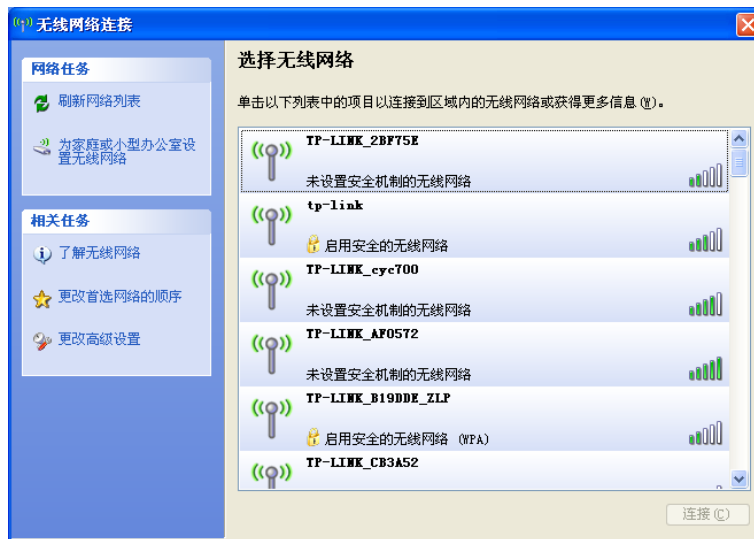 无线网络连接
网络任务
刷新网络列表
为家庭或小型办公室设
置无线网络
相关任务
了解无线网络
更改首选网络的顺序
更改高级设置
选择无线网络
单击以下列表中的项目以连接到区域内的无线网络或获得更多信息(W)。
TP-LINK_2BF75E
未设置安全机制的无线网络
tp-link
启用安全的无线网络
TP-LINK_cyc700
未设置安全机制的无线网络
TP-LINK_AF0572
未设置安全机制的无线网络
TP-LINK_B19DDE_ZLP
启用安全的无线网络 (WPA)
TP-LINK_CB3A52
连接(C)